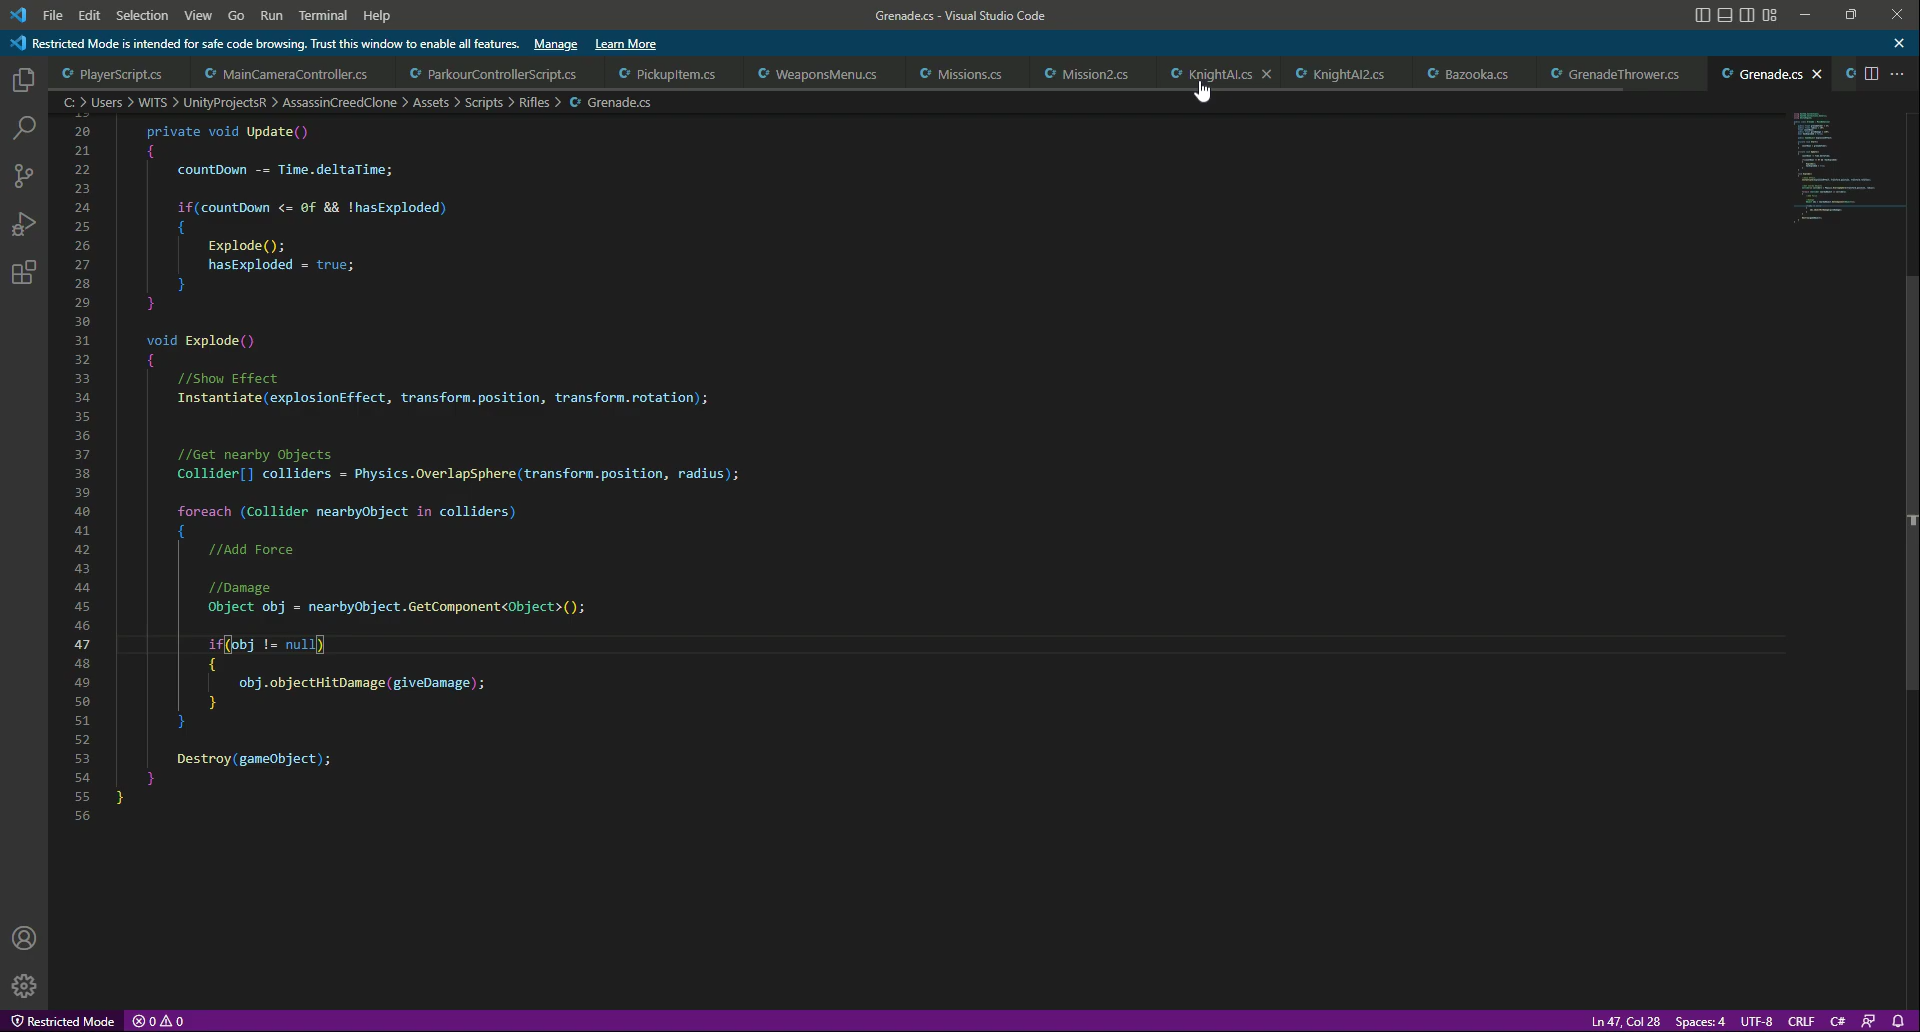 File Edit Selection View Go Run Terminal Help Grenade.cs - Visual Studio Code
Restricted Mode is intended for safe code browsing. Trust this window to enable all features. Manage Learn More
PlayerScript.cs MainCameraController.cs ParkourControllerScript.cs PickupItem.cs WeaponsMenu.cs Missions.cs Mission2.cs KnightAI.cs KnightAI2.cs Bazooka.cs GrenadeThrower.cs Grenade.cs
C: > Users > WITS > UnityProjectsR > AssassinCreedClone > Assets > Scripts > Rifles > Grenade.cs
19
20 private void Update()
21 {
22 countDown -= Time.deltaTime;
23
24 if(countDown <= 0f && !hasExploded)
25 {
26 Explode();
27 hasExploded = true;
28 }
29 }
30
31 void Explode()
32 {
33 //Show Effect
34 Instantiate(explosionEffect, transform.position, transform.rotation);
35
36
37 //Get nearby Objects
38 Collider[] colliders = Physics.OverlapSphere(transform.position, radius);
39
40 foreach (Collider nearbyObject in colliders)
41 {
42 //Add Force
43
44 //Damage
45 Object obj = nearbyObject.GetComponent<Object>();
46
47 if(obj != null)
48 {
49 obj.objectHitDamage(giveDamage);
50 }
51 }
52
53 Destroy(gameObject);
54 }
55 }
56
Restricted Mode 0 0 Ln 47, Col 28 Spaces: 4 UTF-8 CRLF C#